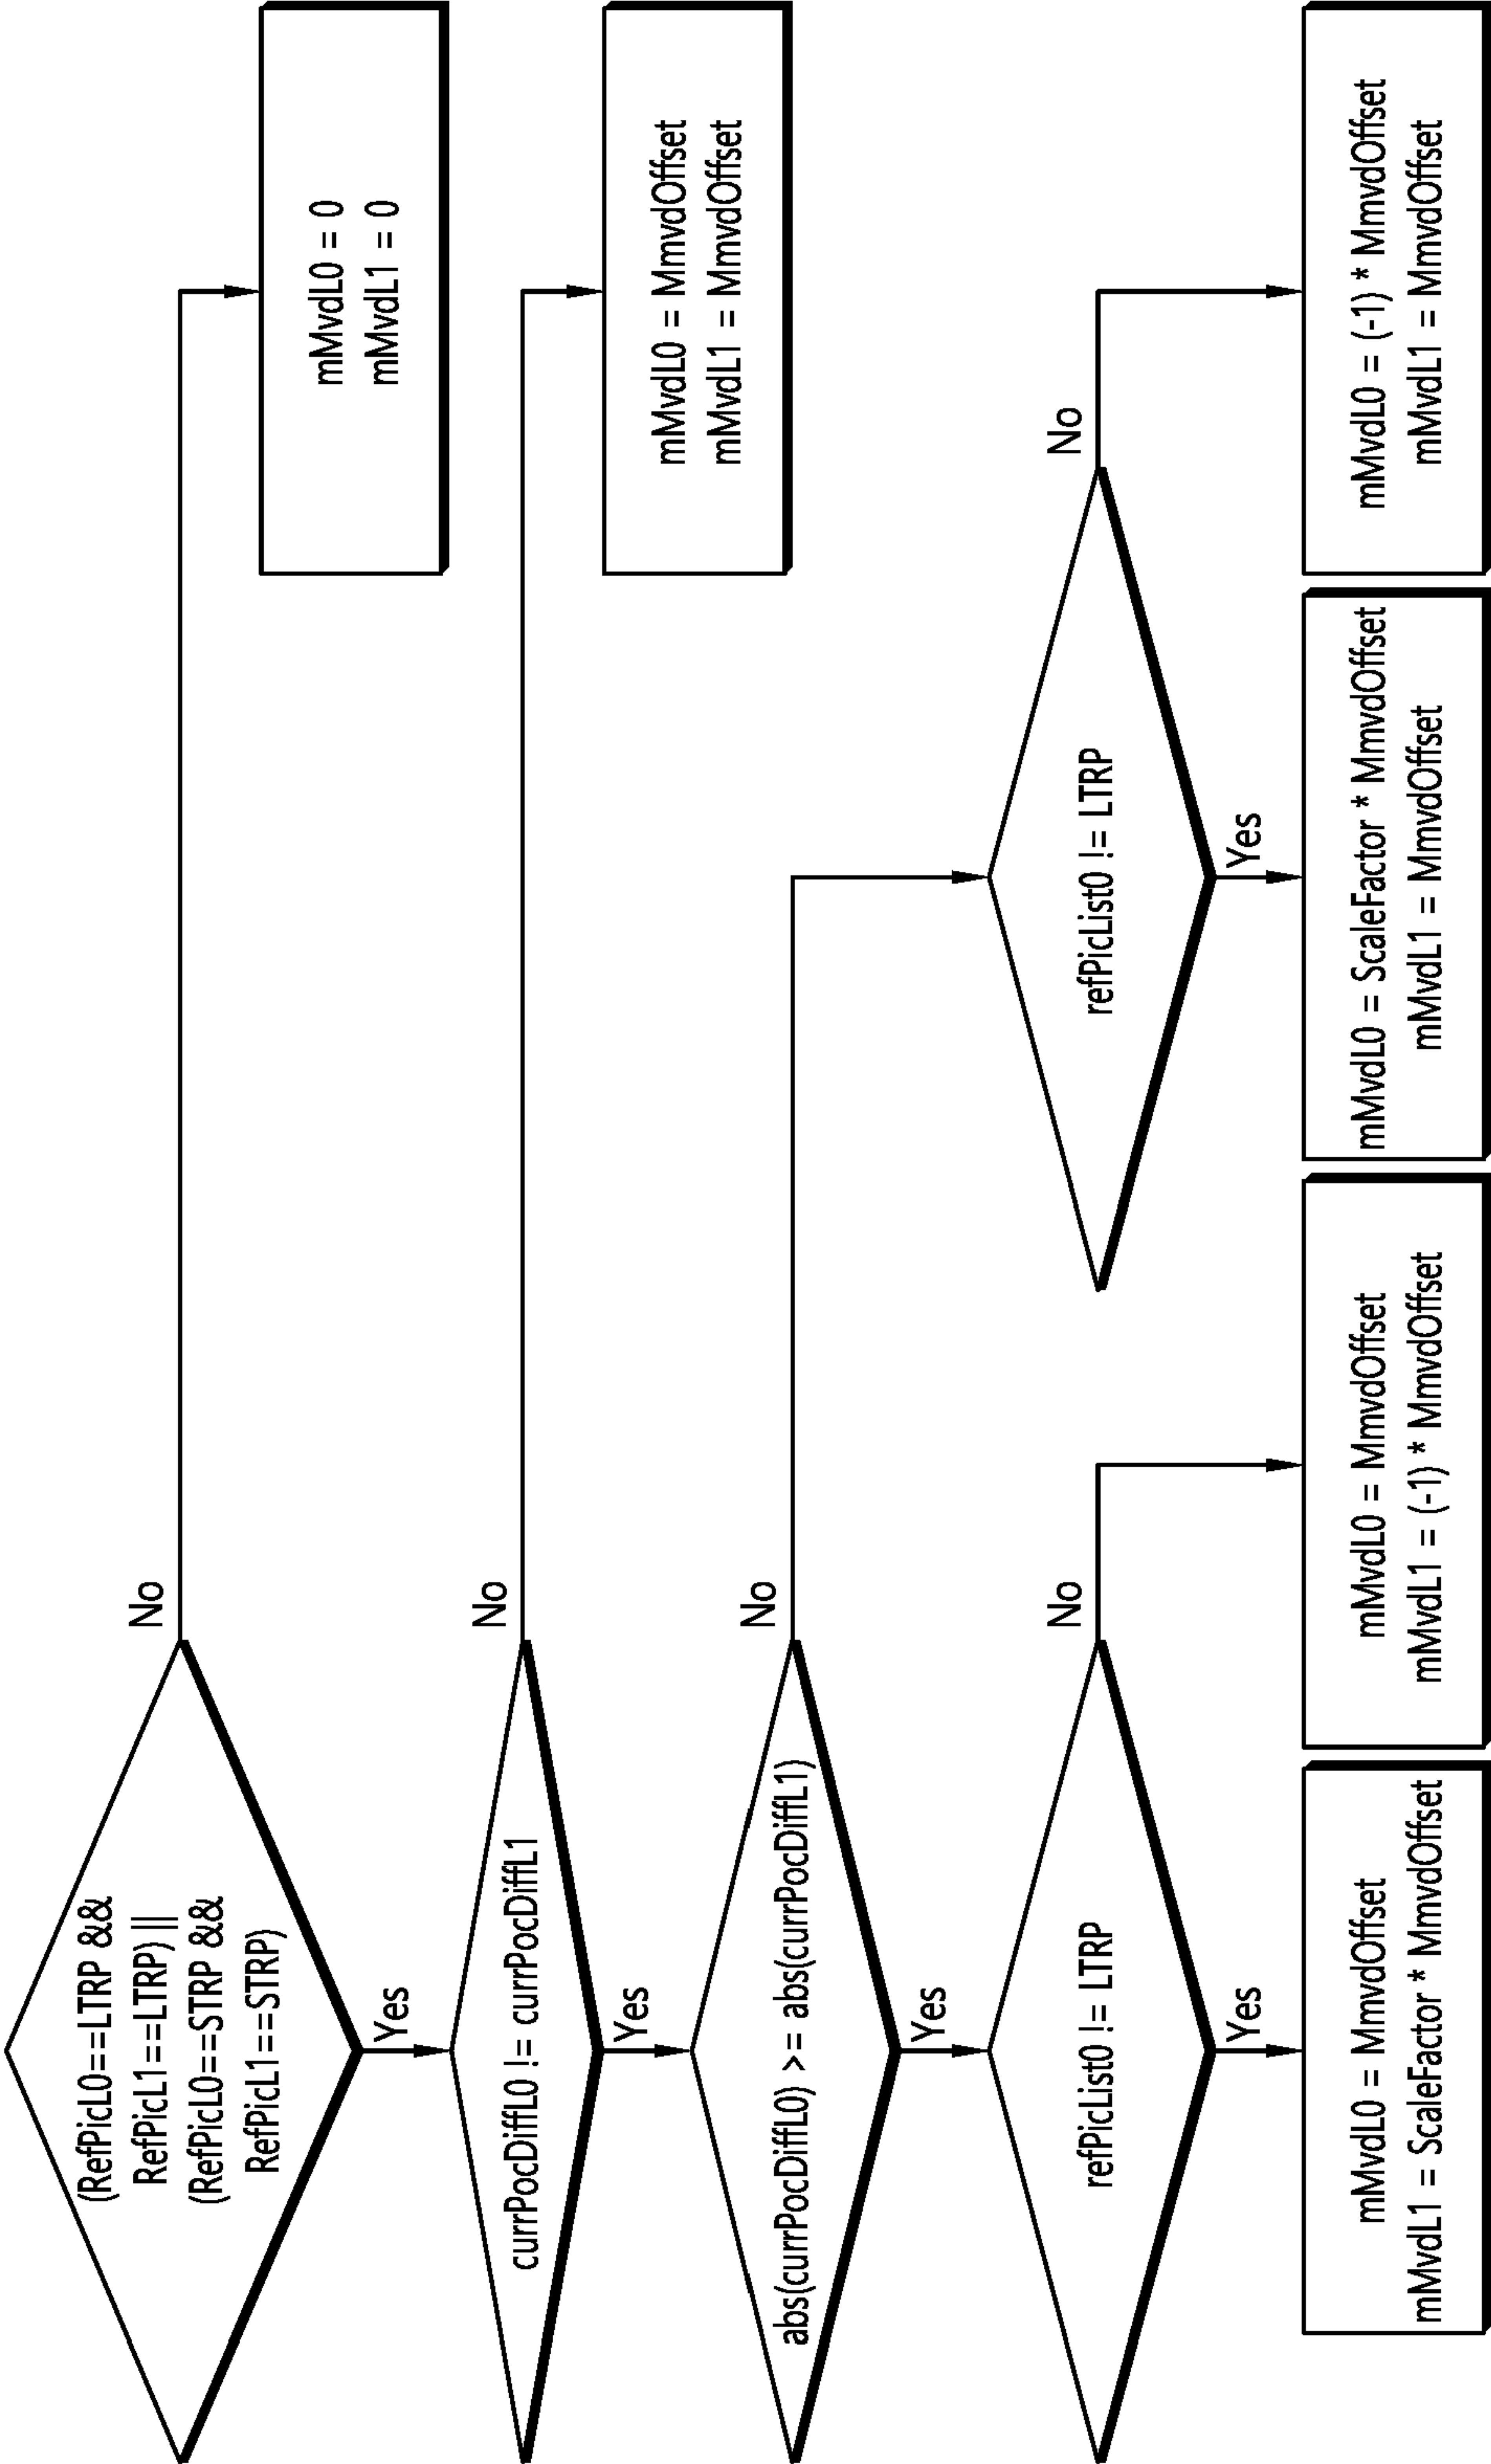 (RefPicL0==LTRP &&
RefPicL1==LTRP) ||
(RefPicL0==STRP &&
RefPicL1==STRP)
No
mMvdL0 = 0
mMvdL1 = 0
Yes
currPocDiffL0 != currPocDiffL1
No
mMvdL0 = MmvdOffset
mMvdL1 = MmvdOffset
Yes
abs(currPocDiffL0) >= abs(currPocDiffL1)
No
Yes
refPicList0 != LTRP
No
refPicList0 != LTRP
No
Yes
Yes
mMvdL0 = MmvdOffset
mMvdL1 = ScaleFactor * MmvdOffset
mMvdL0 = MmvdOffset
mMvdL1 = (-1) * MmvdOffset
mMvdL0 = ScaleFactor * MmvdOffset
mMvdL1 = MmvdOffset
mMvdL0 = (-1) * MmvdOffset
mMvdL1 = MmvdOffset